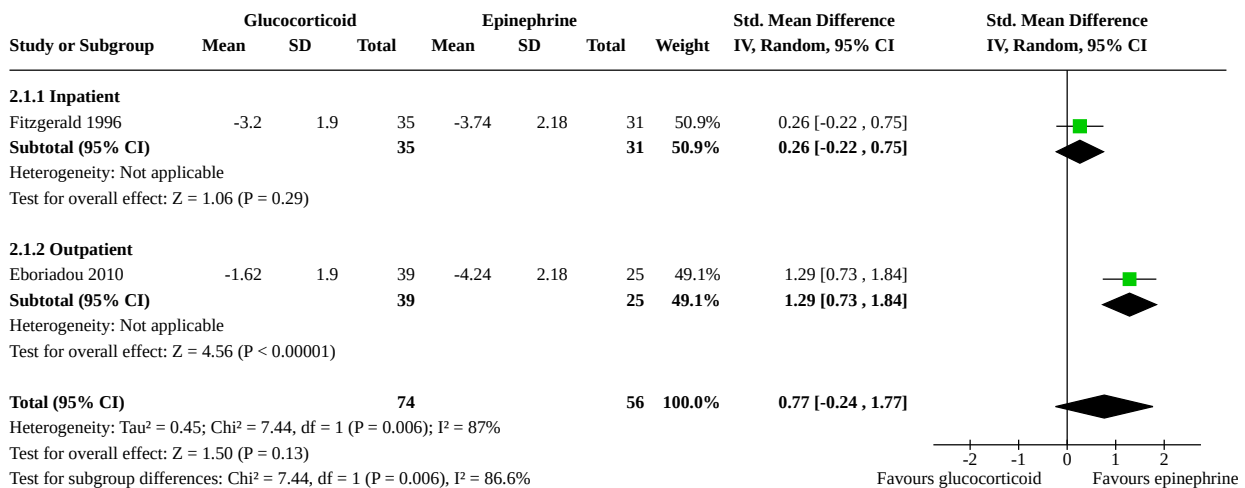 Glucocorticoid Epinephrine Std. Mean Difference Std. Mean Difference
Study or Subgroup Mean SD Total Mean SD Total Weight IV, Random, 95% CI IV, Random, 95% CI
2.1.1 Inpatient
Fitzgerald 1996 -3.2 1.9 35 -3.74 2.18 31 50.9% 0.26 [-0.22 , 0.75]
Subtotal (95% CI) 35 31 50.9% 0.26 [-0.22 , 0.75]
Heterogeneity: Not applicable
Test for overall effect: Z = 1.06 (P = 0.29)
2.1.2 Outpatient
Eboriadou 2010 -1.62 1.9 39 -4.24 2.18 25 49.1% 1.29 [0.73 , 1.84]
Subtotal (95% CI) 39 25 49.1% 1.29 [0.73 , 1.84]
Heterogeneity: Not applicable
Test for overall effect: Z = 4.56 (P < 0.00001)
Total (95% CI) 74 56 100.0% 0.77 [-0.24 , 1.77]
Heterogeneity: Tau² = 0.45; Chi² = 7.44, df = 1 (P = 0.006); I² = 87%
Test for overall effect: Z = 1.50 (P = 0.13)
-2 -1 0 1 2
Test for subgroup differences: Chi² = 7.44, df = 1 (P = 0.006), I² = 86.6% Favours glucocorticoid Favours epinephrine